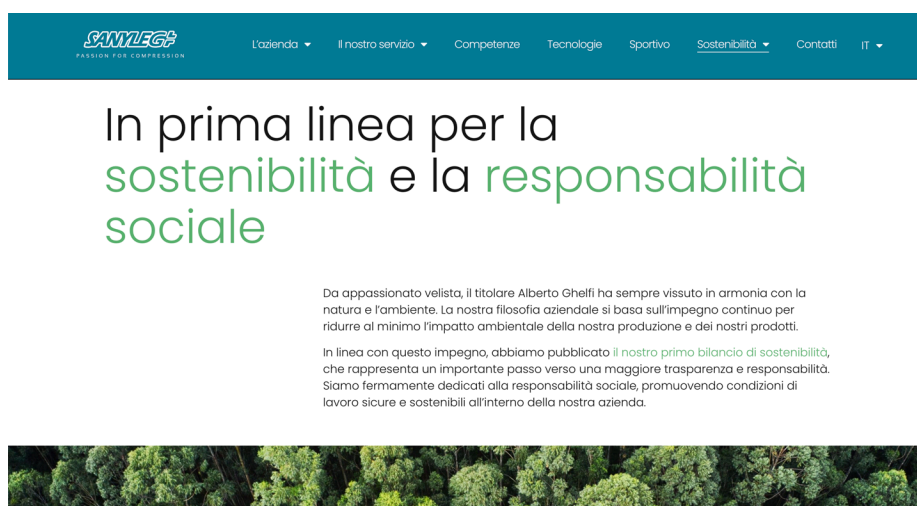 SANYLEG
PASSION FOR COMPRESSION
L'azienda
Il nostro servizio
Competenze
Tecnologie
Sportivo
Sostenibilità
Contatti
IT
In prima linea per la
sostenibilità e la responsabilità
sociale
Da appassionato velista, il titolare Alberto Ghelfi ha sempre vissuto in armonia con la
natura e l'ambiente. La nostra filosofia aziendale si basa sull'impegno continuo per
ridurre al minimo l'impatto ambientale della nostra produzione e dei nostri prodotti.
In linea con questo impegno, abbiamo pubblicato il nostro primo bilancio di sostenibilità,
che rappresenta un importante passo verso una maggiore trasparenza e responsabilità.
Siamo fermamente dedicati alla responsabilità sociale, promuovendo condizioni di
lavoro sicure e sostenibili all'interno della nostra azienda.